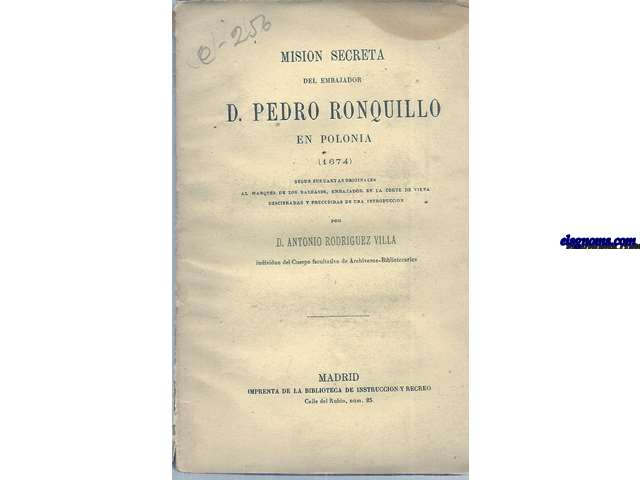 e-256
MISION SECRETA
DEL EMBAJADOR
D. PEDRO RONQUILLO
EN POLONIA
(1674)
SEGUN SUS CARTAS ORIGINALES
AL MARQUÉS DE LOS BALBASES, EMBAJADOR EN LA CORTE DE VIENA
DESCIFRADAS Y PRECEDIDAS DE UNA INTRODUCCION
POR
D. ANTONIO RODRIGUEZ VILLA
individuo del Cuerpo facultativo de Archiveros-Bibliotecarios
elagnoma.com
MADRID
IMPRENTA DE LA BIBLIOTECA DE INSTRUCCION Y RECREO
Calle del Rubio, núm. 25